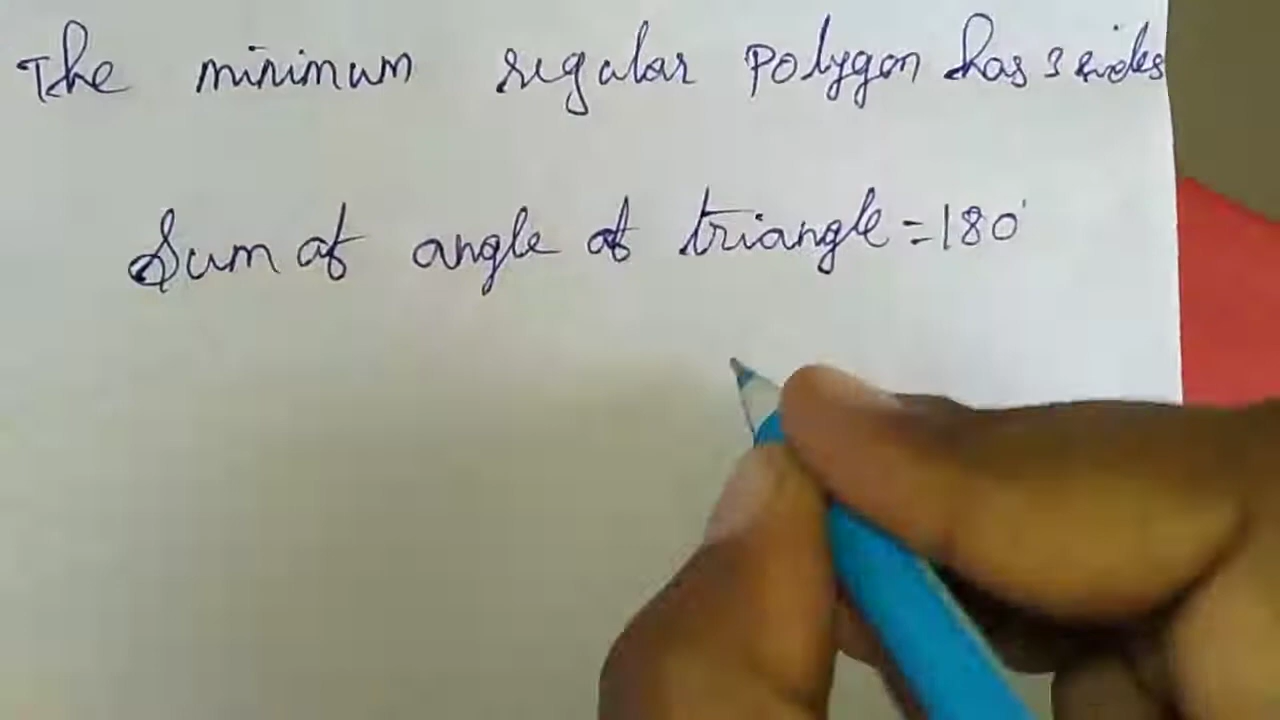 The minimum regular polygon has 3 sides
Sum of angle of triangle = 180°